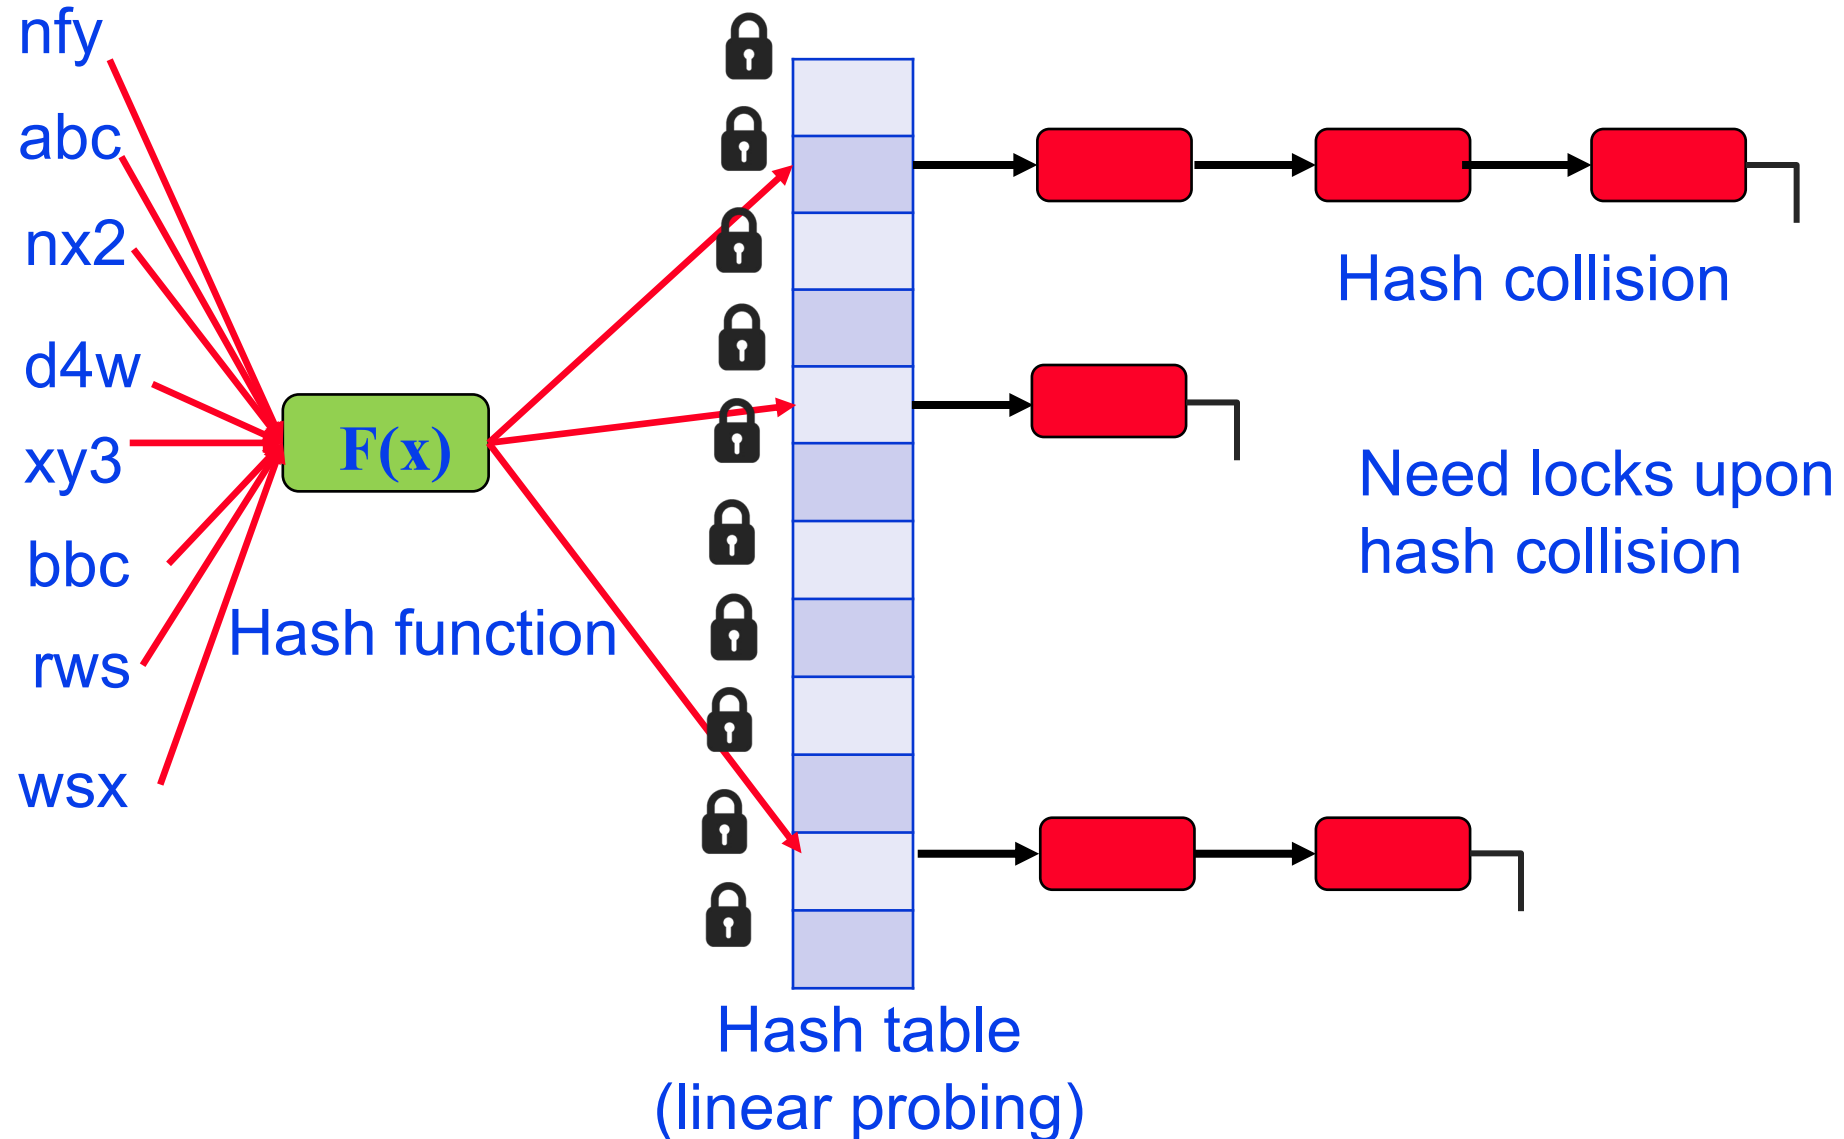 nfy
abc
nx2
d4w
xy3
bbc
rws
wsx
F(x)
Hash function
Hash collision
Need locks upon
hash collision
Hash table
(linear probing)